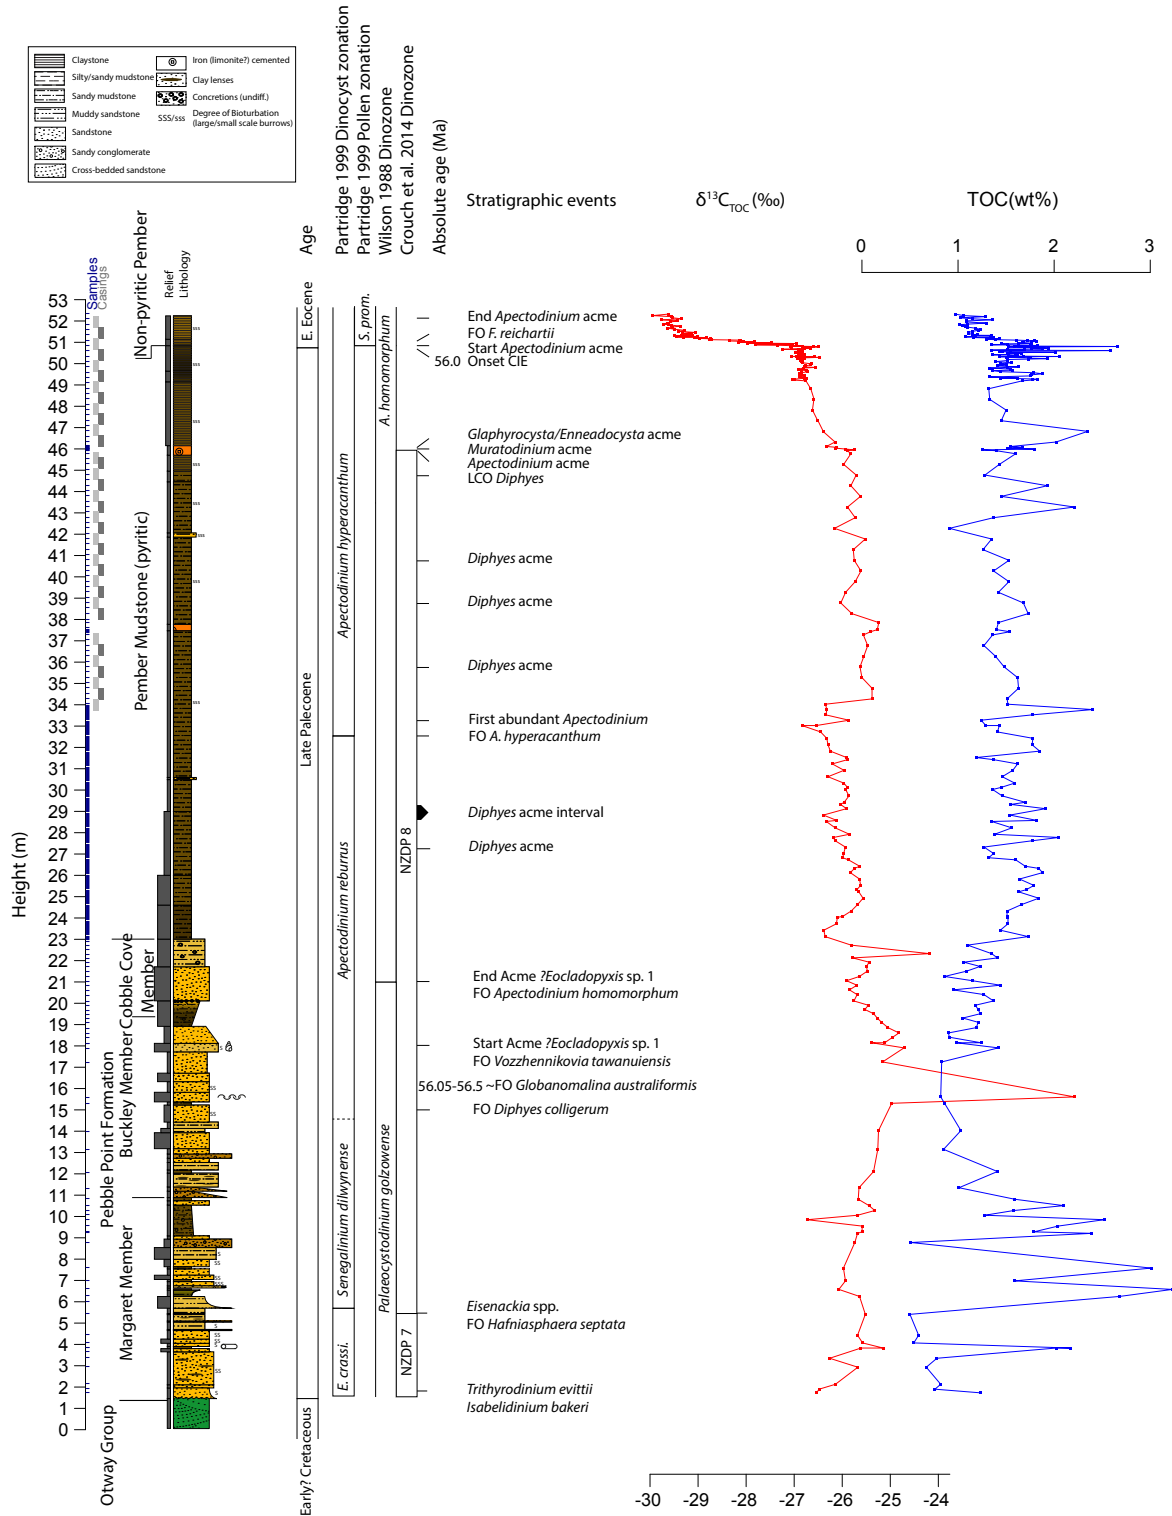 Claystone
Silty/sandy mudstone
Sandy mudstone
Muddy sandstone
Sandstone
Sandy conglomerate
Cross-bedded sandstone
Iron (limonite?) cemented
Clay lenses
Concretions (undiff.)
SSS/sss Degree of Bioturbation
(large/small scale burrows)
Samples
Casings
Non-pyritic Pember
Relief
Lithology
Age
Partridge 1999 Dinocyst zonation
Partridge 1999 Pollen zonation
Wilson 1988 Dinozone
Crouch et al. 2014 Dinozone
Absolute age (Ma)
Stratigraphic events
δ13CTOC (‰)
TOC(wt%)
0 1 2 3
Height (m)
53
52
51
50
49
48
47
46
45
44
43
42
41
40
39
38
37
36
35
34
33
32
31
30
29
28
27
26
25
24
23
22
21
20
19
18
17
16
15
14
13
12
11
10
9
8
7
6
5
4
3
2
1
0
Pember Mudstone (pyritic)
Cobble Cove
Member
Buckley Member
Pebble Point Formation
Margaret Member
Otway Group
E. Eocene
Late Palecoene
Early? Cretaceous
Apectodinium hyperacanthum
Apectodinium reburrus
Senegalinium dilwynense
E. crassi.
S. prom.
A. homomorphum
Palaeocystodinium golzowense
NZDP 8
NZDP 7
End Apectodinium acme
FO F. reichartii
Start Apectodinium acme
56.0 Onset CIE
Glaphyrocysta/Enneadocysta acme
Muratodinium acme
Apectodinium acme
LCO Diphyes
Diphyes acme
Diphyes acme
Diphyes acme
First abundant Apectodinium
FO A. hyperacanthum
Diphyes acme interval
Diphyes acme
End Acme ?Eocladopyxis sp. 1
FO Apectodinium homomorphum
Start Acme ?Eocladopyxis sp. 1
FO Vozzhennikovia tawanuiensis
56.05-56.5 ~FO Globanomalina australiformis
FO Diphyes colligerum
Eisenackia spp.
FO Hafniasphaera septata
Trithyrodinium evittii
Isabelidinium bakeri
-30 -29 -28 -27 -26 -25 -24